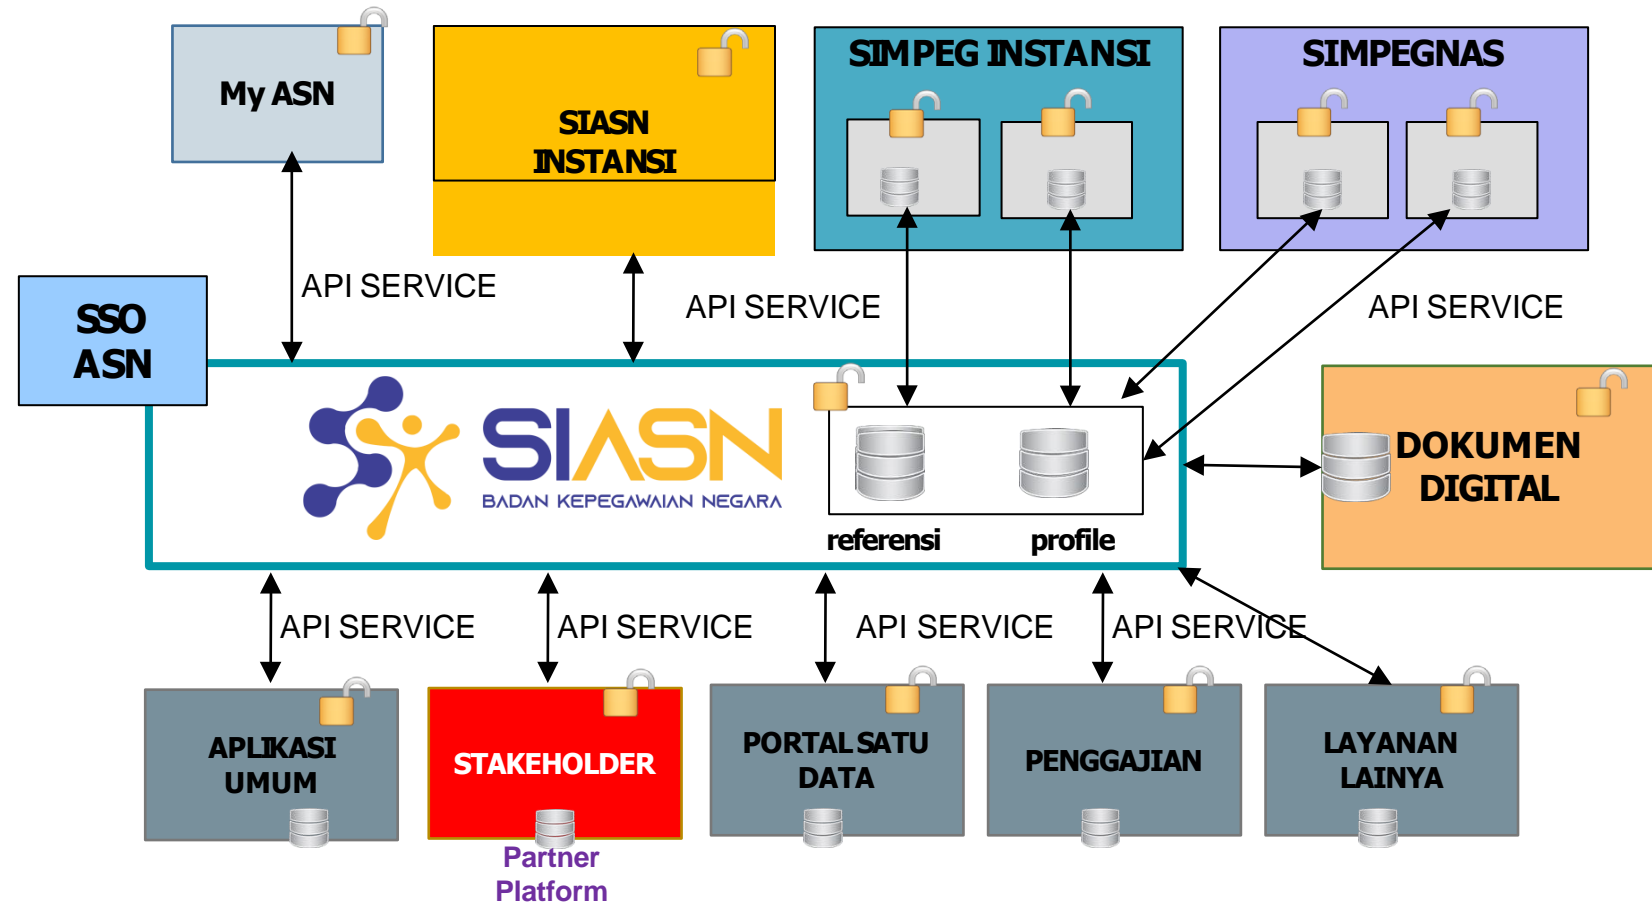 My ASN
SIASN
INSTANSI
SIMPEG INSTANSI
SIMPEGNAS
API SERVICE
API SERVICE
API SERVICE
SSO
ASN
SIASN
BADAN KEPEGAWAIAN NEGARA
referensi
profile
DOKUMEN
DIGITAL
API SERVICE
API SERVICE
API SERVICE
API SERVICE
APLIKASI
UMUM
STAKEHOLDER
PORTAL SATU
DATA
PENGGAJIAN
LAYANAN
LAINYA
Partner
Platform